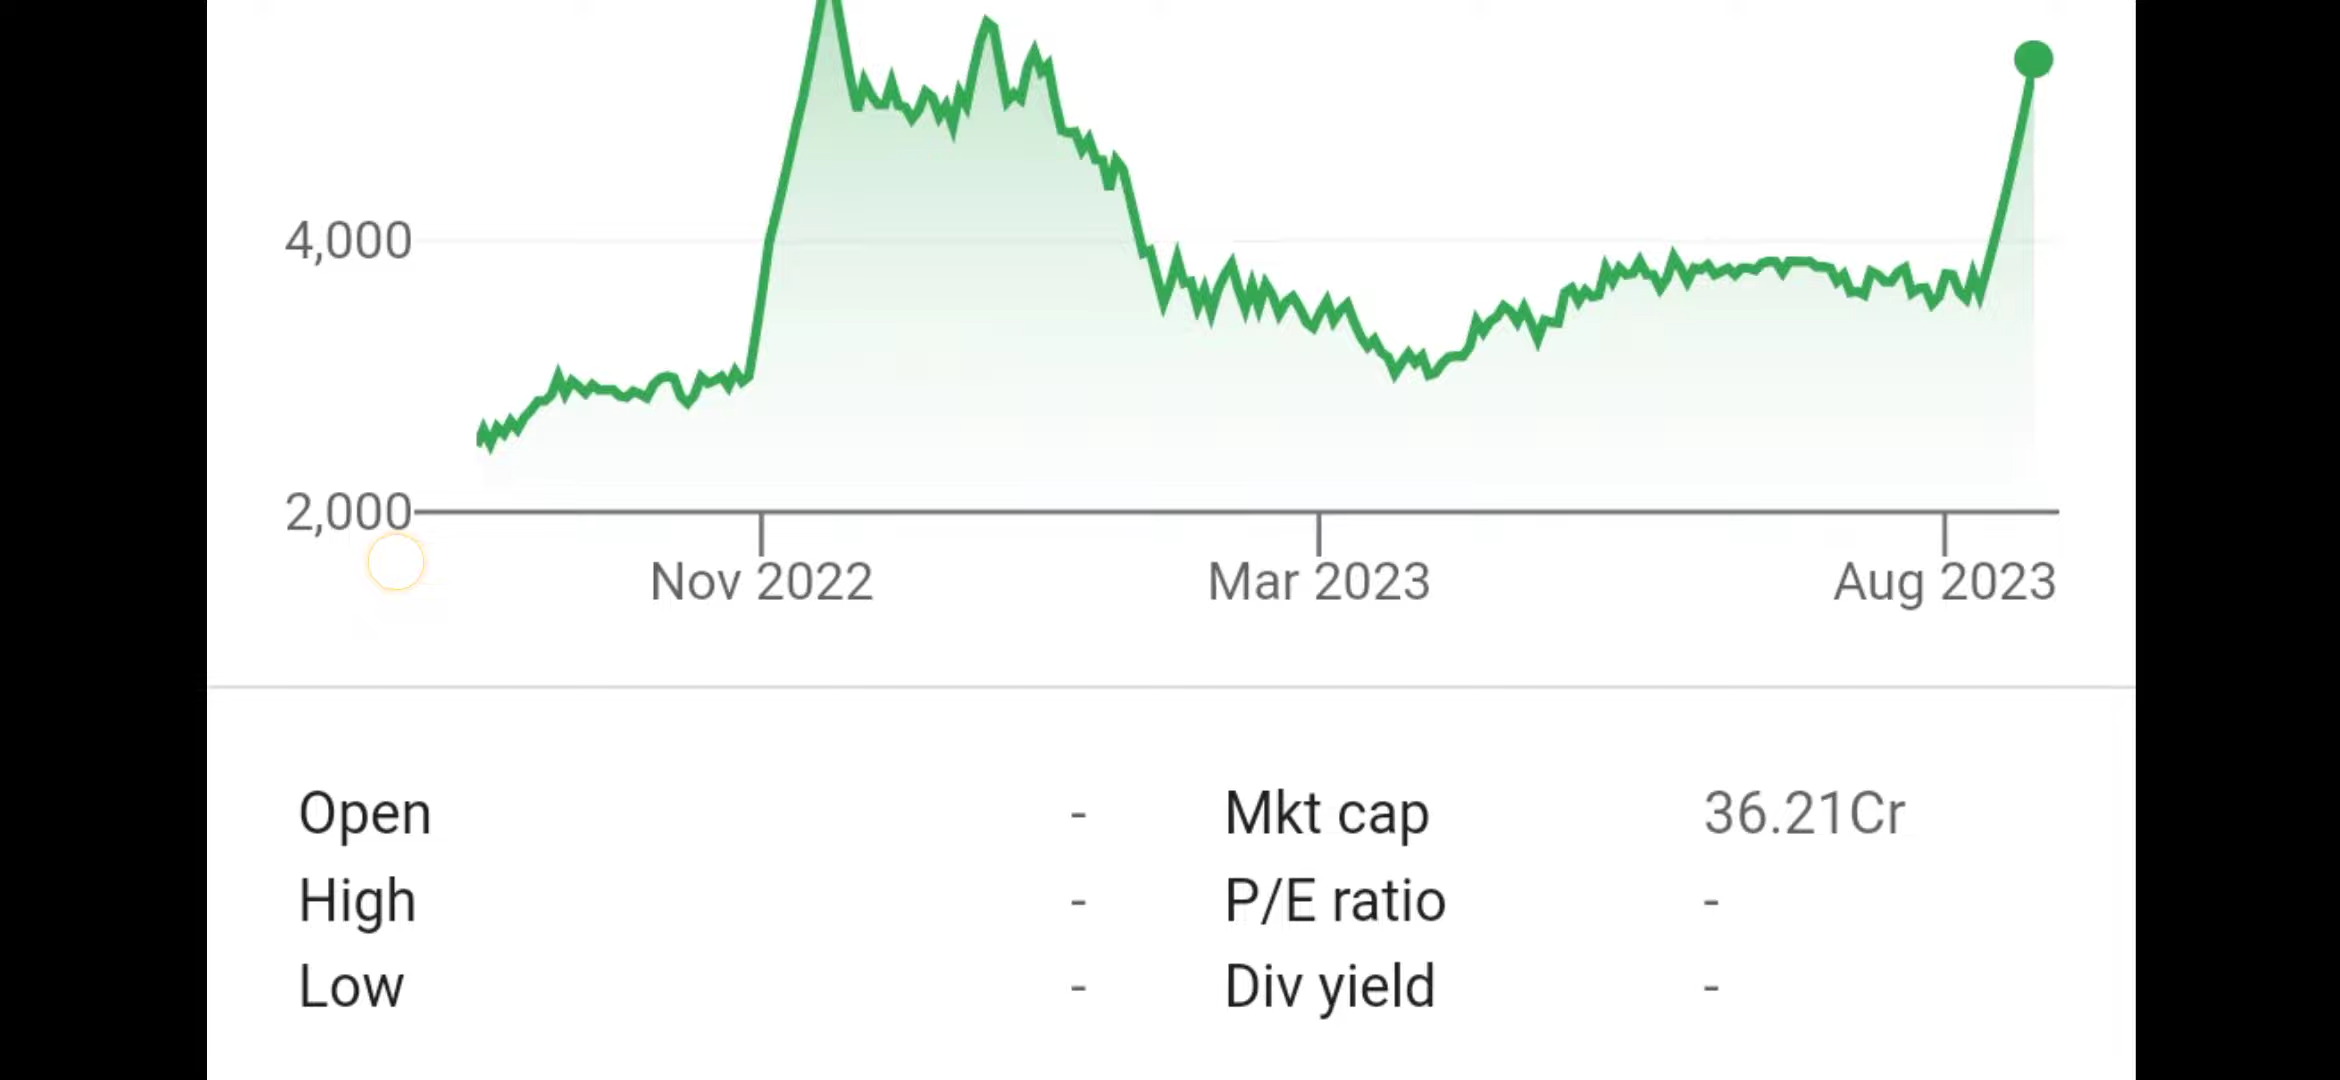 4,000
2,000
Nov 2022 Mar 2023 Aug 2023
Open - Mkt cap 36.21Cr
High - P/E ratio -
Low - Div yield -